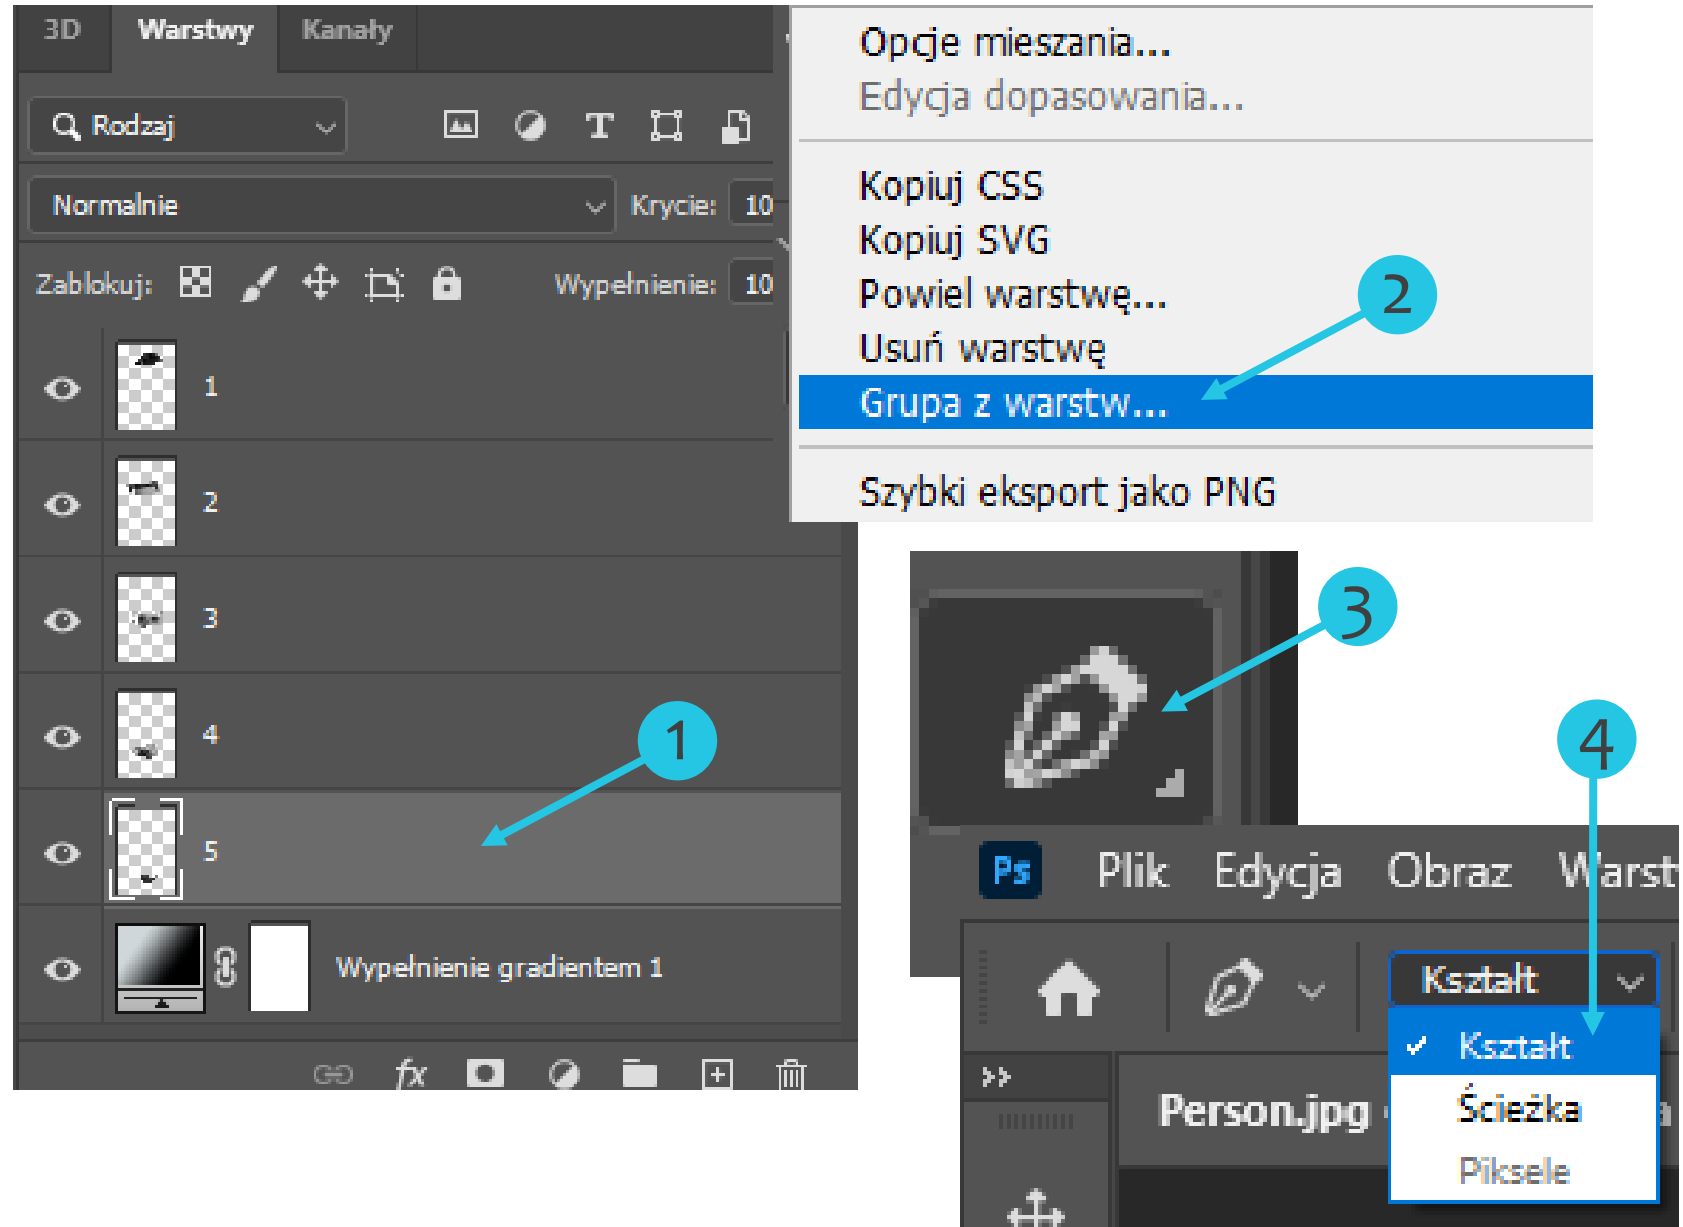 3D Warstwy Kanały
Rodzaj
Normalnie Krycie: 10
Zablokuj: Wypełnienie: 10
1
2
3
4
5
Wypełnienie gradientem 1
fx
1
Opcje mieszania...
Edycja dopasowania...
Kopiuj CSS
Kopiuj SVG
Powiel warstwę...
Usuń warstwę
Grupa z warstw...
Szybki eksport jako PNG
2
3
4
Ps Plik Edycja Obraz Warst
Kształt
Kształt
Ścieżka
Piksele
Person.jpg